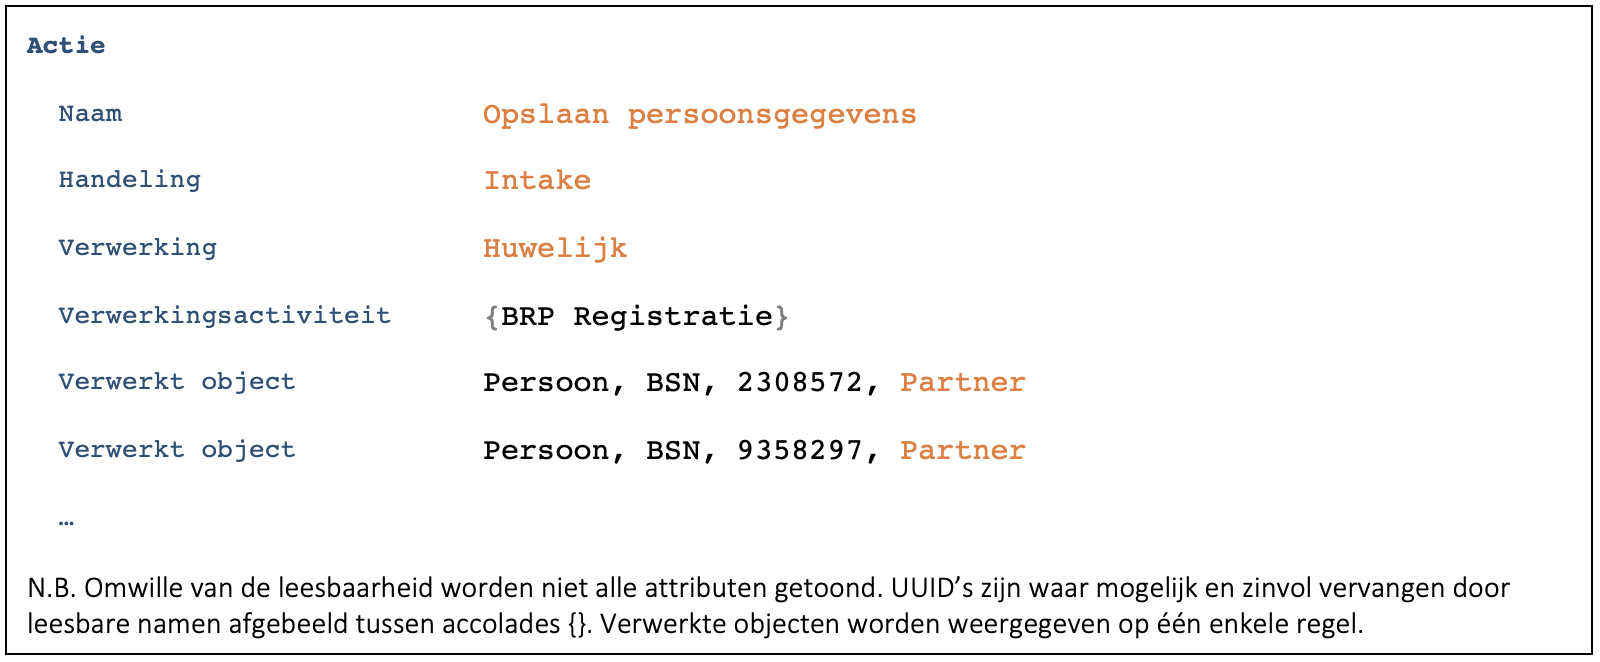 Actie
Naam Opslaan persoonsgegevens
Handeling Intake
Verwerking Huwelijk
Verwerkingsactiviteit {BRP Registratie}
Verwerkt object Persoon, BSN, 2308572, Partner
Verwerkt object Persoon, BSN, 9358297, Partner
…
N.B. Omwille van de leesbaarheid worden niet alle attributen getoond. UUID’s zijn waar mogelijk en zinvol vervangen door
leesbare namen afgebeeld tussen accolades {}. Verwerkte objecten worden weergegeven op één enkele regel.